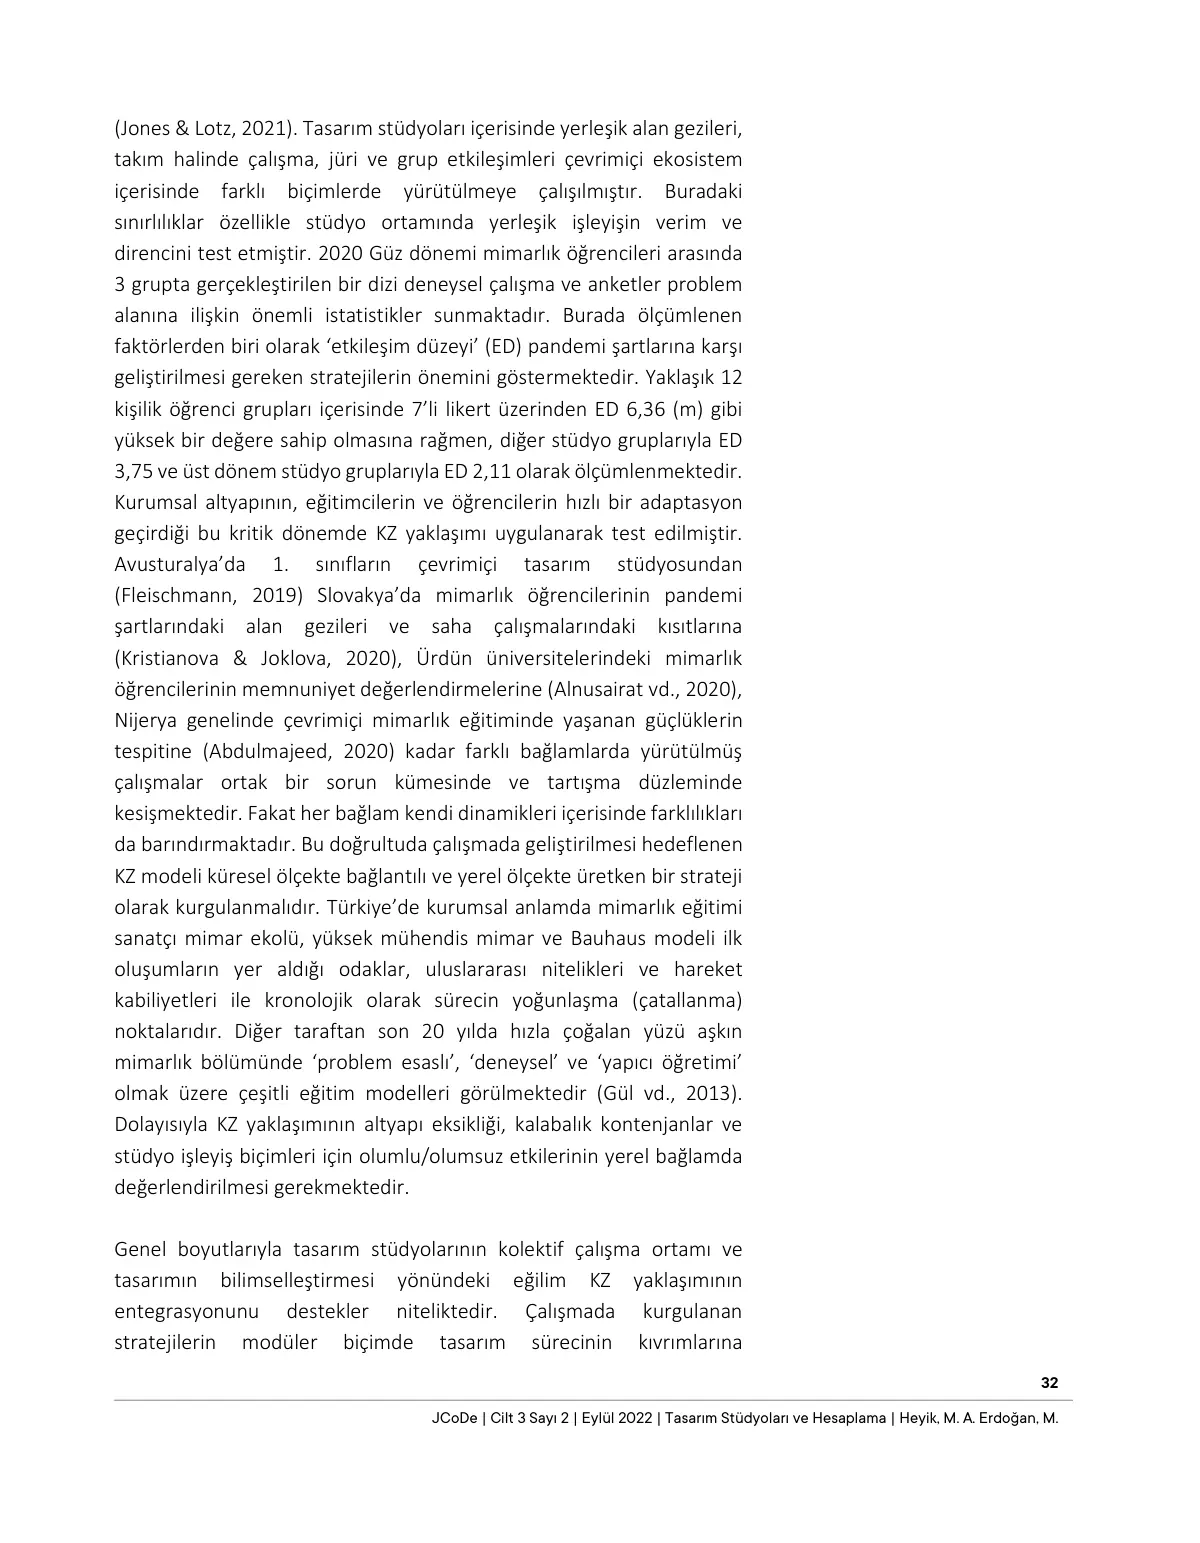 (Jones & Lotz, 2021). Tasarım stüdyoları içerisinde yerleşik alan gezileri,
takım halinde çalışma, jüri ve grup etkileşimleri çevrimiçi ekosistem
içerisinde farklı biçimlerde yürütülmeye çalışılmıştır. Buradaki
sınırlılıklar özellikle stüdyo ortamında yerleşik işleyişin verim ve
direncini test etmiştir. 2020 Güz dönemi mimarlık öğrencileri arasında
3 grupta gerçekleştirilen bir dizi deneysel çalışma ve anketler problem
alanına ilişkin önemli istatistikler sunmaktadır. Burada ölçümlenen
faktörlerden biri olarak ‘etkileşim düzeyi’ (ED) pandemi şartlarına karşı
geliştirilmesi gereken stratejilerin önemini göstermektedir. Yaklaşık 12
kişilik öğrenci grupları içerisinde 7’li likert üzerinden ED 6,36 (m) gibi
yüksek bir değere sahip olmasına rağmen, diğer stüdyo gruplarıyla ED
3,75 ve üst dönem stüdyo gruplarıyla ED 2,11 olarak ölçümlenmektedir.
Kurumsal altyapının, eğitimcilerin ve öğrencilerin hızlı bir adaptasyon
geçirdiği bu kritik dönemde KZ yaklaşımı uygulanarak test edilmiştir.
Avusturalya’da 1. sınıfların çevrimiçi tasarım stüdyosundan
(Fleischmann, 2019) Slovakya’da mimarlık öğrencilerinin pandemi
şartlarındaki alan gezileri ve saha çalışmalarındaki kısıtlarına
(Kristianova & Joklova, 2020), Ürdün üniversitelerindeki mimarlık
öğrencilerinin memnuniyet değerlendirmelerine (Alnusairat vd., 2020),
Nijerya genelinde çevrimiçi mimarlık eğitiminde yaşanan güçlüklerin
tespitine (Abdulmajeed, 2020) kadar farklı bağlamlarda yürütülmüş
çalışmalar ortak bir sorun kümesinde ve tartışma düzleminde
kesişmektedir. Fakat her bağlam kendi dinamikleri içerisinde farklılıkları
da barındırmaktadır. Bu doğrultuda çalışmada geliştirilmesi hedeflenen
KZ modeli küresel ölçekte bağlantılı ve yerel ölçekte üretken bir strateji
olarak kurgulanmalıdır. Türkiye’de kurumsal anlamda mimarlık eğitimi
sanatçı mimar ekolü, yüksek mühendis mimar ve Bauhaus modeli ilk
oluşumların yer aldığı odaklar, uluslararası nitelikleri ve hareket
kabiliyetleri ile kronolojik olarak sürecin yoğunlaşma (çatallanma)
noktalarıdır. Diğer taraftan son 20 yılda hızla çoğalan yüzü aşkın
mimarlık bölümünde ‘problem esaslı’, ‘deneysel’ ve ‘yapıcı öğretimi’
olmak üzere çeşitli eğitim modelleri görülmektedir (Gül vd., 2013).
Dolayısıyla KZ yaklaşımının altyapı eksikliği, kalabalık kontenjanlar ve
stüdyo işleyiş biçimleri için olumlu/olumsuz etkilerinin yerel bağlamda
değerlendirilmesi gerekmektedir.
Genel boyutlarıyla tasarım stüdyolarının kolektif çalışma ortamı ve
tasarımın bilimselleştirmesi yönündeki eğilim KZ yaklaşımının
entegrasyonunu destekler niteliktedir. Çalışmada kurgulanan
stratejilerin modüler biçimde tasarım sürecinin kıvrımlarına
32
JCoDe | Cilt 3 Sayı 2 | Eylül 2022 | Tasarım Stüdyoları ve Hesaplama | Heyik, M. A. Erdoğan, M.